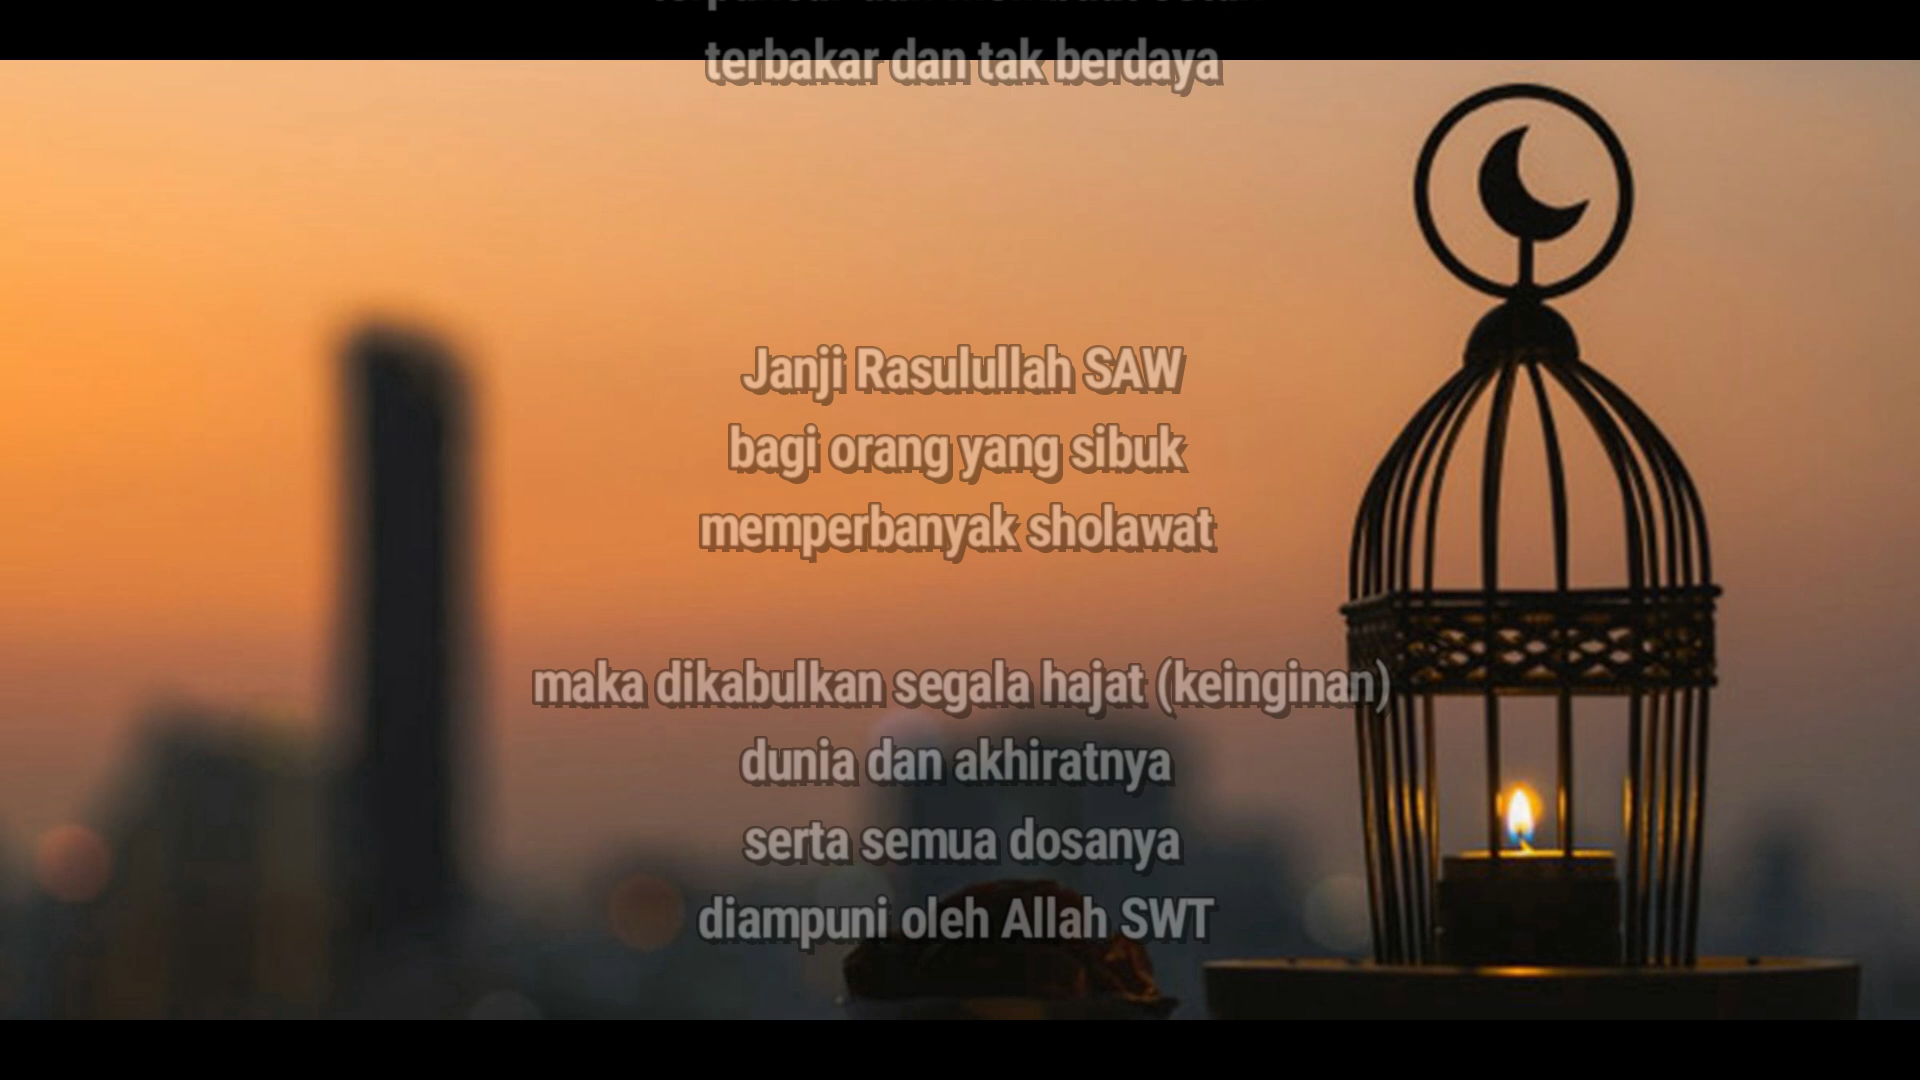 terbakar dan tak berdaya
Janji Rasulullah SAW
bagi orang yang sibuk
memperbanyak sholawat
maka dikabulkan segala hajat (keinginan)
dunia dan akhiratnya
serta semua dosanya
diampuni oleh Allah SWT